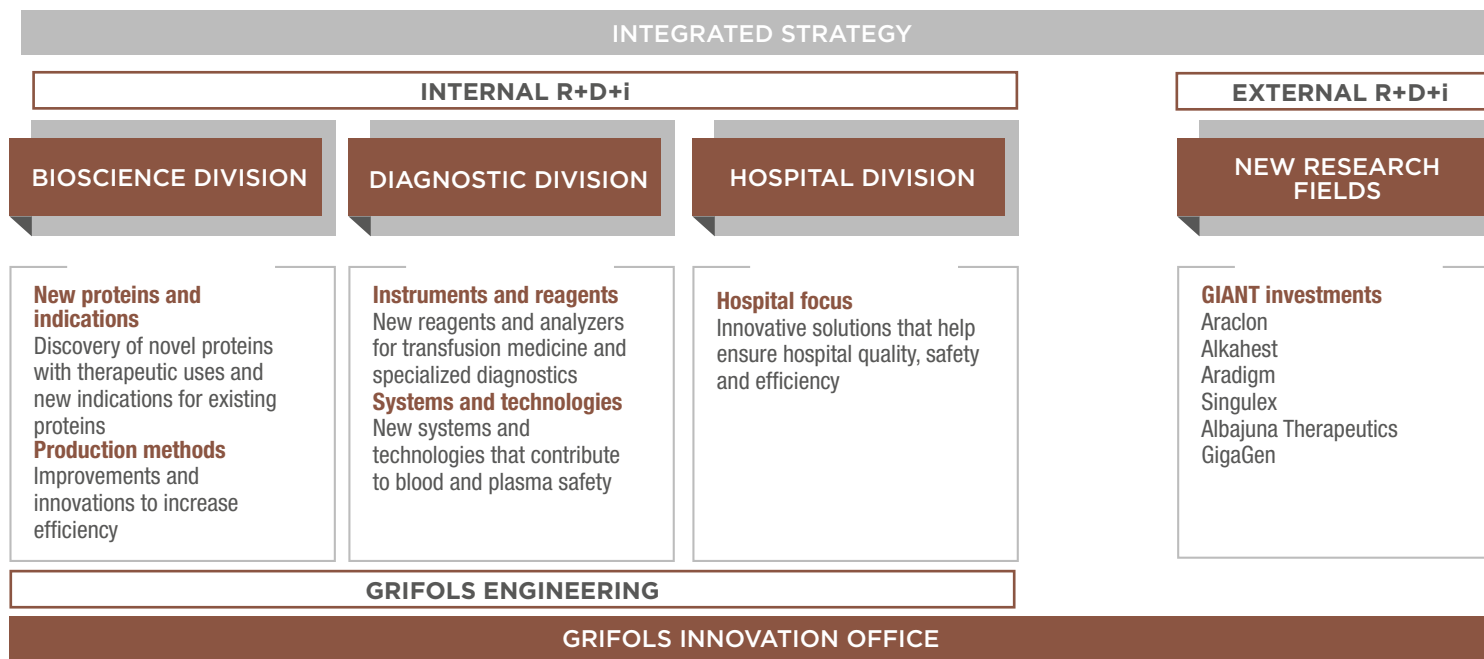 INTEGRATED STRATEGY
INTERNAL R+D+i
BIOSCIENCE DIVISION
New proteins and
indications
Discovery of novel proteins
with therapeutic uses and
new indications for existing
proteins
Production methods
Improvements and
innovations to increase
efficiency
DIAGNOSTIC DIVISION
Instruments and reagents
New reagents and analyzers
for transfusion medicine and
specialized diagnostics
Systems and technologies
New systems and
technologies that contribute
to blood and plasma safety
HOSPITAL DIVISION
Hospital focus
Innovative solutions that help
ensure hospital quality, safety
and efficiency
GRIFOLS ENGINEERING
EXTERNAL R+D+i
NEW RESEARCH
FIELDS
GIANT investments
Araclon
Alkahest
Aradigm
Singulex
Albajuna Therapeutics
GigaGen
GRIFOLS INNOVATION OFFICE